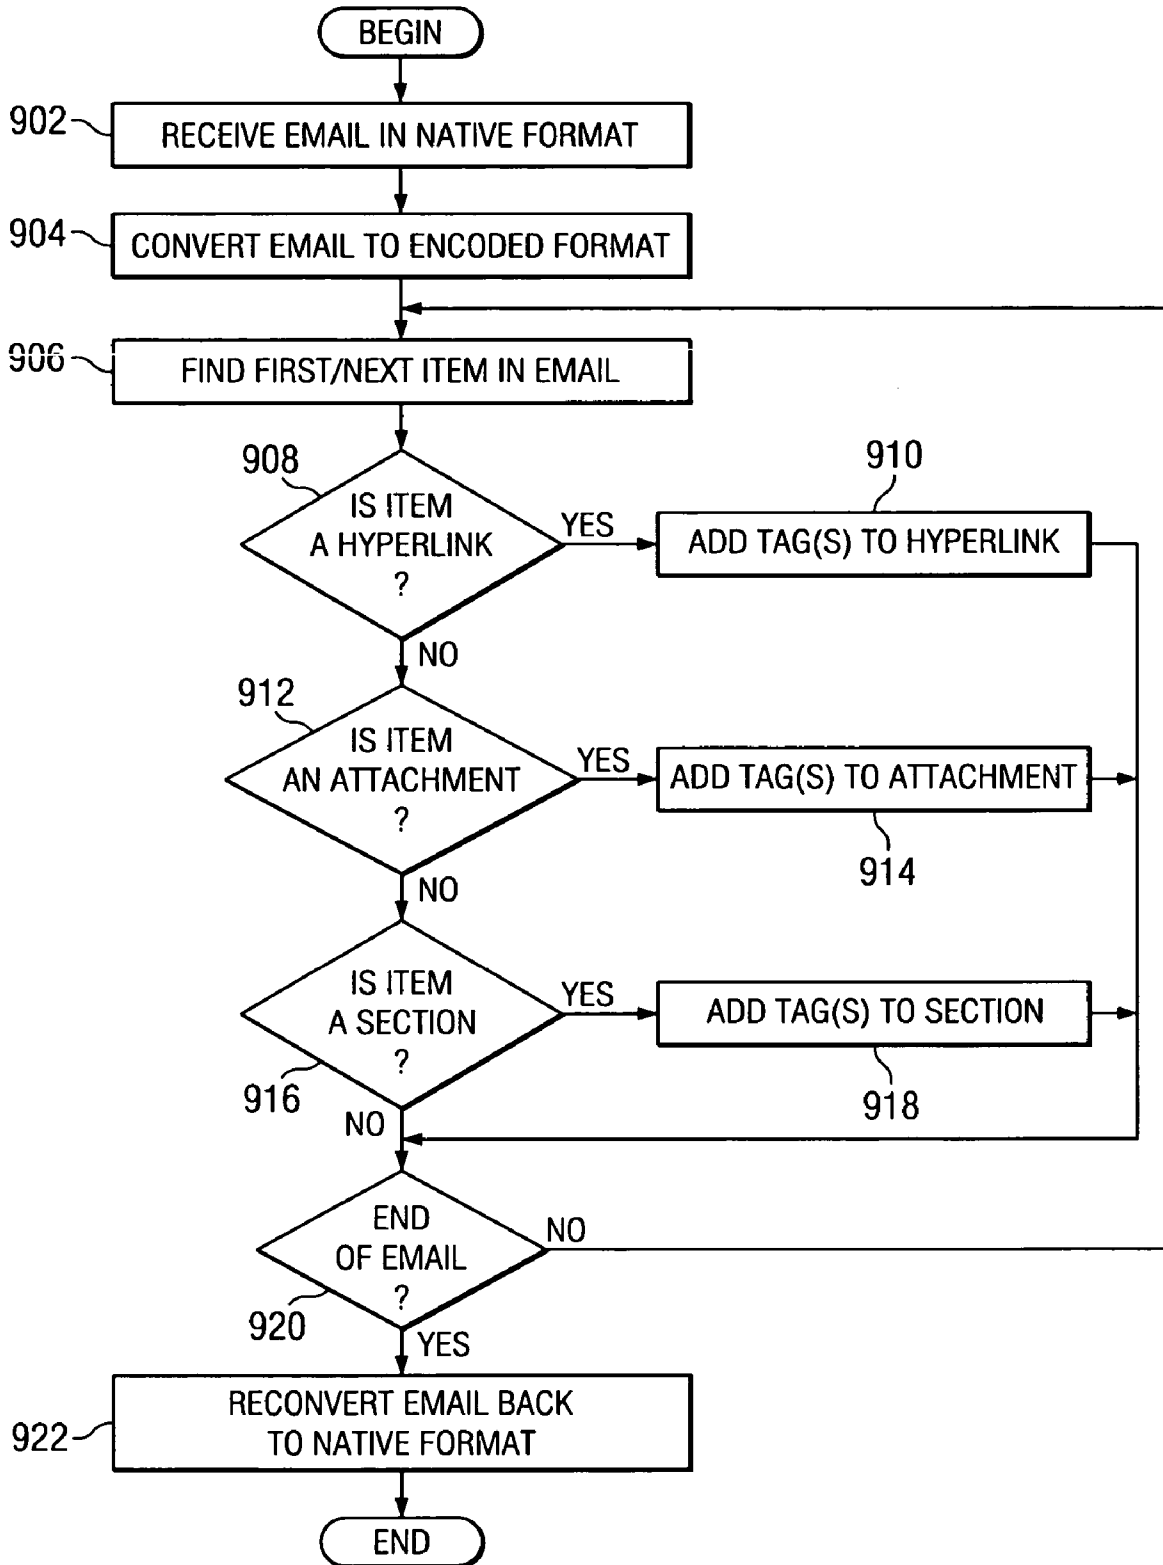 BEGIN
902
RECEIVE EMAIL IN NATIVE FORMAT
904
CONVERT EMAIL TO ENCODED FORMAT
906
FIND FIRST/NEXT ITEM IN EMAIL
908
IS ITEM
A HYPERLINK
?
YES
910
ADD TAG(S) TO HYPERLINK
NO
912
IS ITEM
AN ATTACHMENT
?
YES
ADD TAG(S) TO ATTACHMENT
914
NO
IS ITEM
A SECTION
?
YES
ADD TAG(S) TO SECTION
918
916
NO
END
OF EMAIL
?
NO
920
YES
922
RECONVERT EMAIL BACK
TO NATIVE FORMAT
END